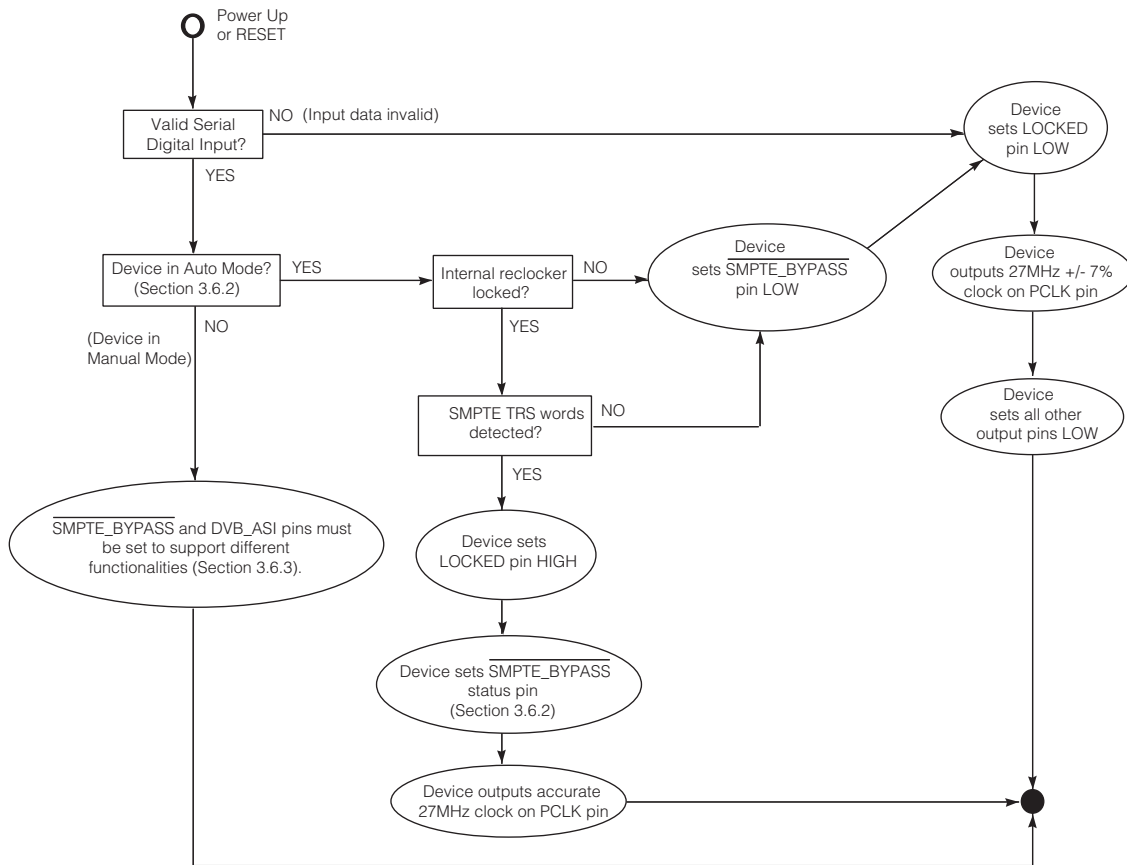 Power Up
or RESET
Valid Serial
Digital Input?
NO (Input data invalid)
YES
Device
sets LOCKED
pin LOW
Device in Auto Mode?
(Section 3.6.2)
YES
Internal reclocker
locked?
NO
Device
sets SMPTE_BYPASS
pin LOW
Device
outputs 27MHz +/- 7%
clock on PCLK pin
NO
(Device in
Manual Mode)
YES
SMPTE TRS words
detected?
NO
Device
sets all other
output pins LOW
YES
SMPTE_BYPASS and DVB_ASI pins must
be set to support different
functionalities (Section 3.6.3).
Device sets
LOCKED pin HIGH
Device sets SMPTE_BYPASS
status pin
(Section 3.6.2)
Device outputs accurate
27MHz clock on PCLK pin